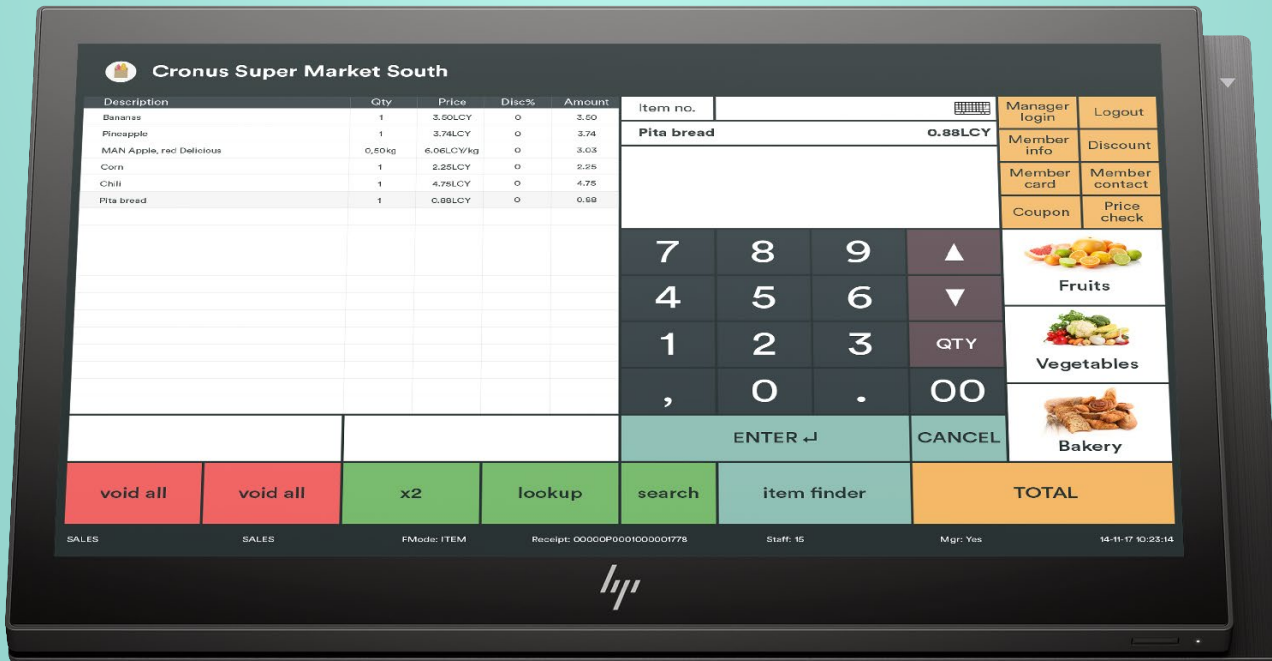 Cronus Super Market South
Description Qty Price Disc% Amount
Bananas 1 3.50LCY 0 3.50
Pineapple 1 3.74LCY 0 3.74
MAN Apple, red Delicious 0,50kg 6.06LCY/kg 0 3.03
Corn 1 2.25LCY 0 2.25
Chili 1 4.75LCY 0 4.75
Pita bread 1 0.88LCY 0 0.88
Item no.
Pita bread 0.88LCY
Manager login
Logout
Member info
Discount
Member card
Member contact
Coupon
Price check
7 8 9
4 5 6
1 2 3 QTY
, 0 . 00
ENTER CANCEL
Fruits
Vegetables
Bakery
void all void all x2 lookup search item finder TOTAL
SALES SALES FMode: ITEM Receipt: 00000P0001000001778 Staff: 15 Mgr: Yes 14-11-17 10:23:14
hp